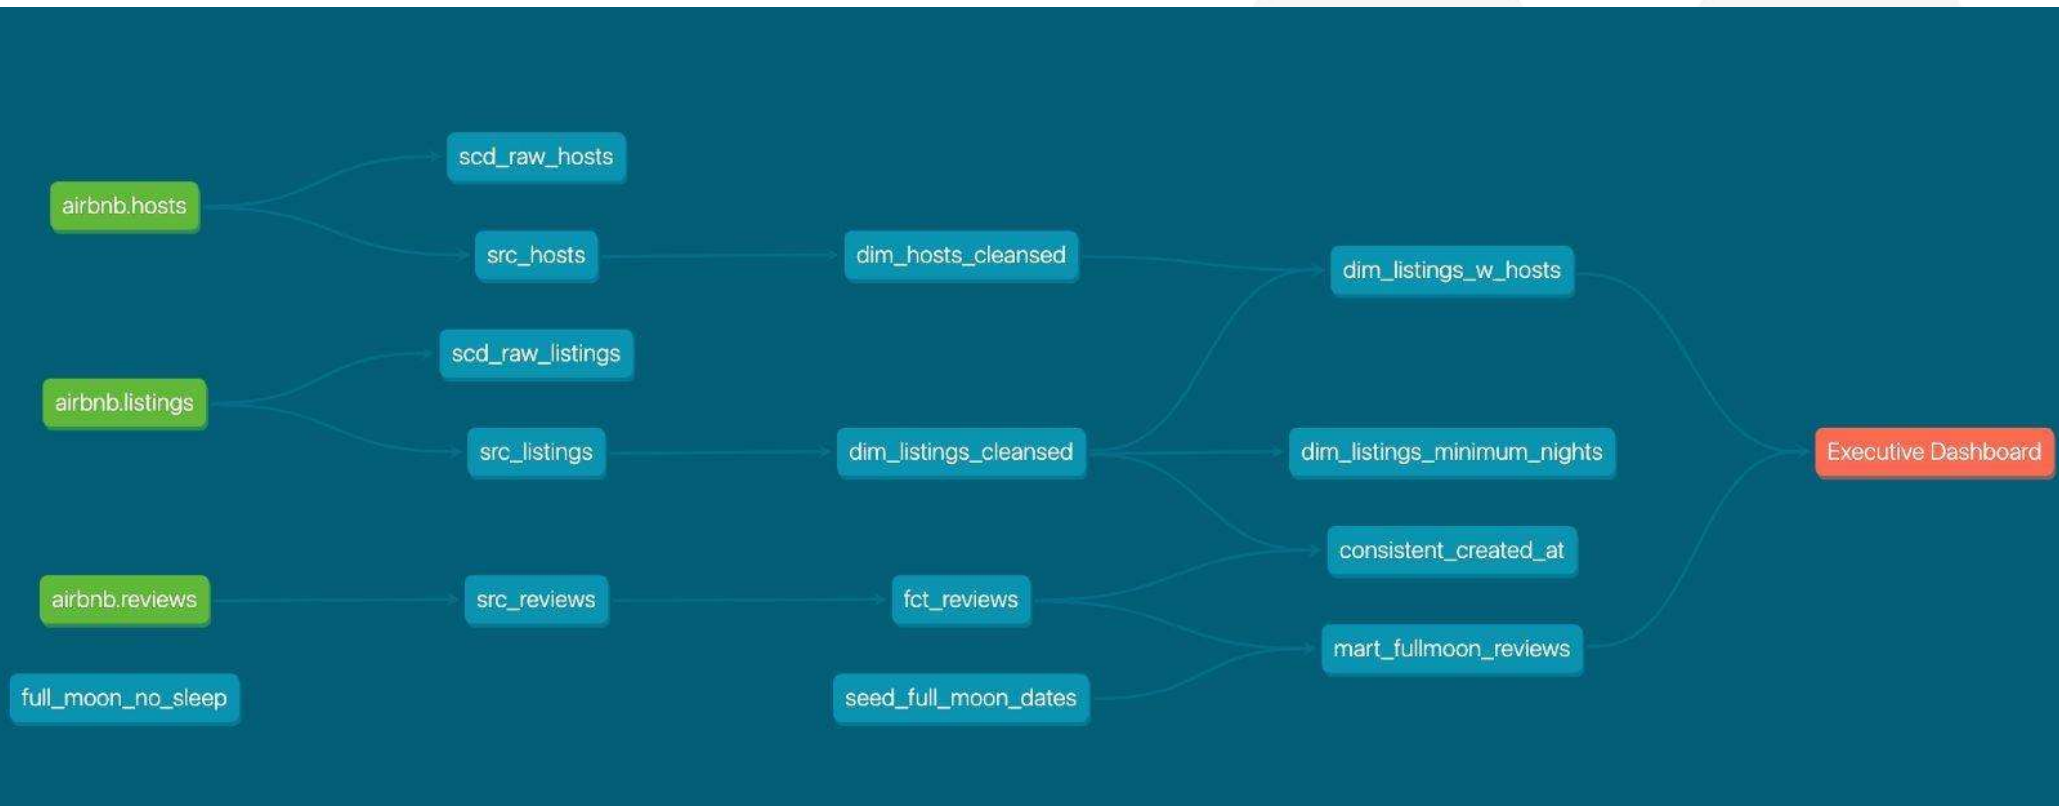 scd_raw_hosts
airbnb.hosts
src_hosts
dim_hosts_cleansed
dim_listings_w_hosts
scd_raw_listings
airbnb.listings
src_listings
dim_listings_cleansed
dim_listings_minimum_nights
Executive Dashboard
consistent_created_at
airbnb.reviews
src_reviews
fct_reviews
mart_fullmoon_reviews
full_moon_no_sleep
seed_full_moon_dates